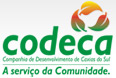 codeca
Companhia de Desenvolvimento de Caxias do Sul
A serviço da Comunidade.